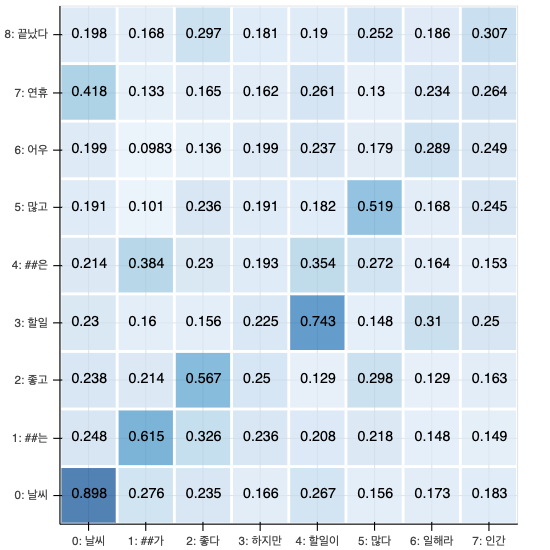 8: 끝났다 0.198 0.168 0.297 0.181 0.19 0.252 0.186 0.307
7: 연휴 0.418 0.133 0.165 0.162 0.261 0.13 0.234 0.264
6: 어우 0.199 0.0983 0.136 0.199 0.237 0.179 0.289 0.249
5: 많고 0.191 0.101 0.236 0.191 0.182 0.519 0.168 0.245
4: ##은 0.214 0.384 0.23 0.193 0.354 0.272 0.164 0.153
3: 할일 0.23 0.16 0.156 0.225 0.743 0.148 0.31 0.25
2: 좋고 0.238 0.214 0.567 0.25 0.129 0.298 0.129 0.163
1: ##는 0.248 0.615 0.326 0.236 0.208 0.218 0.148 0.149
0: 날씨 0.898 0.276 0.235 0.166 0.267 0.156 0.173 0.183
0: 날씨 1: ##가 2: 좋다 3: 하지만 4: 할일이 5: 많다 6: 일해라 7: 인간